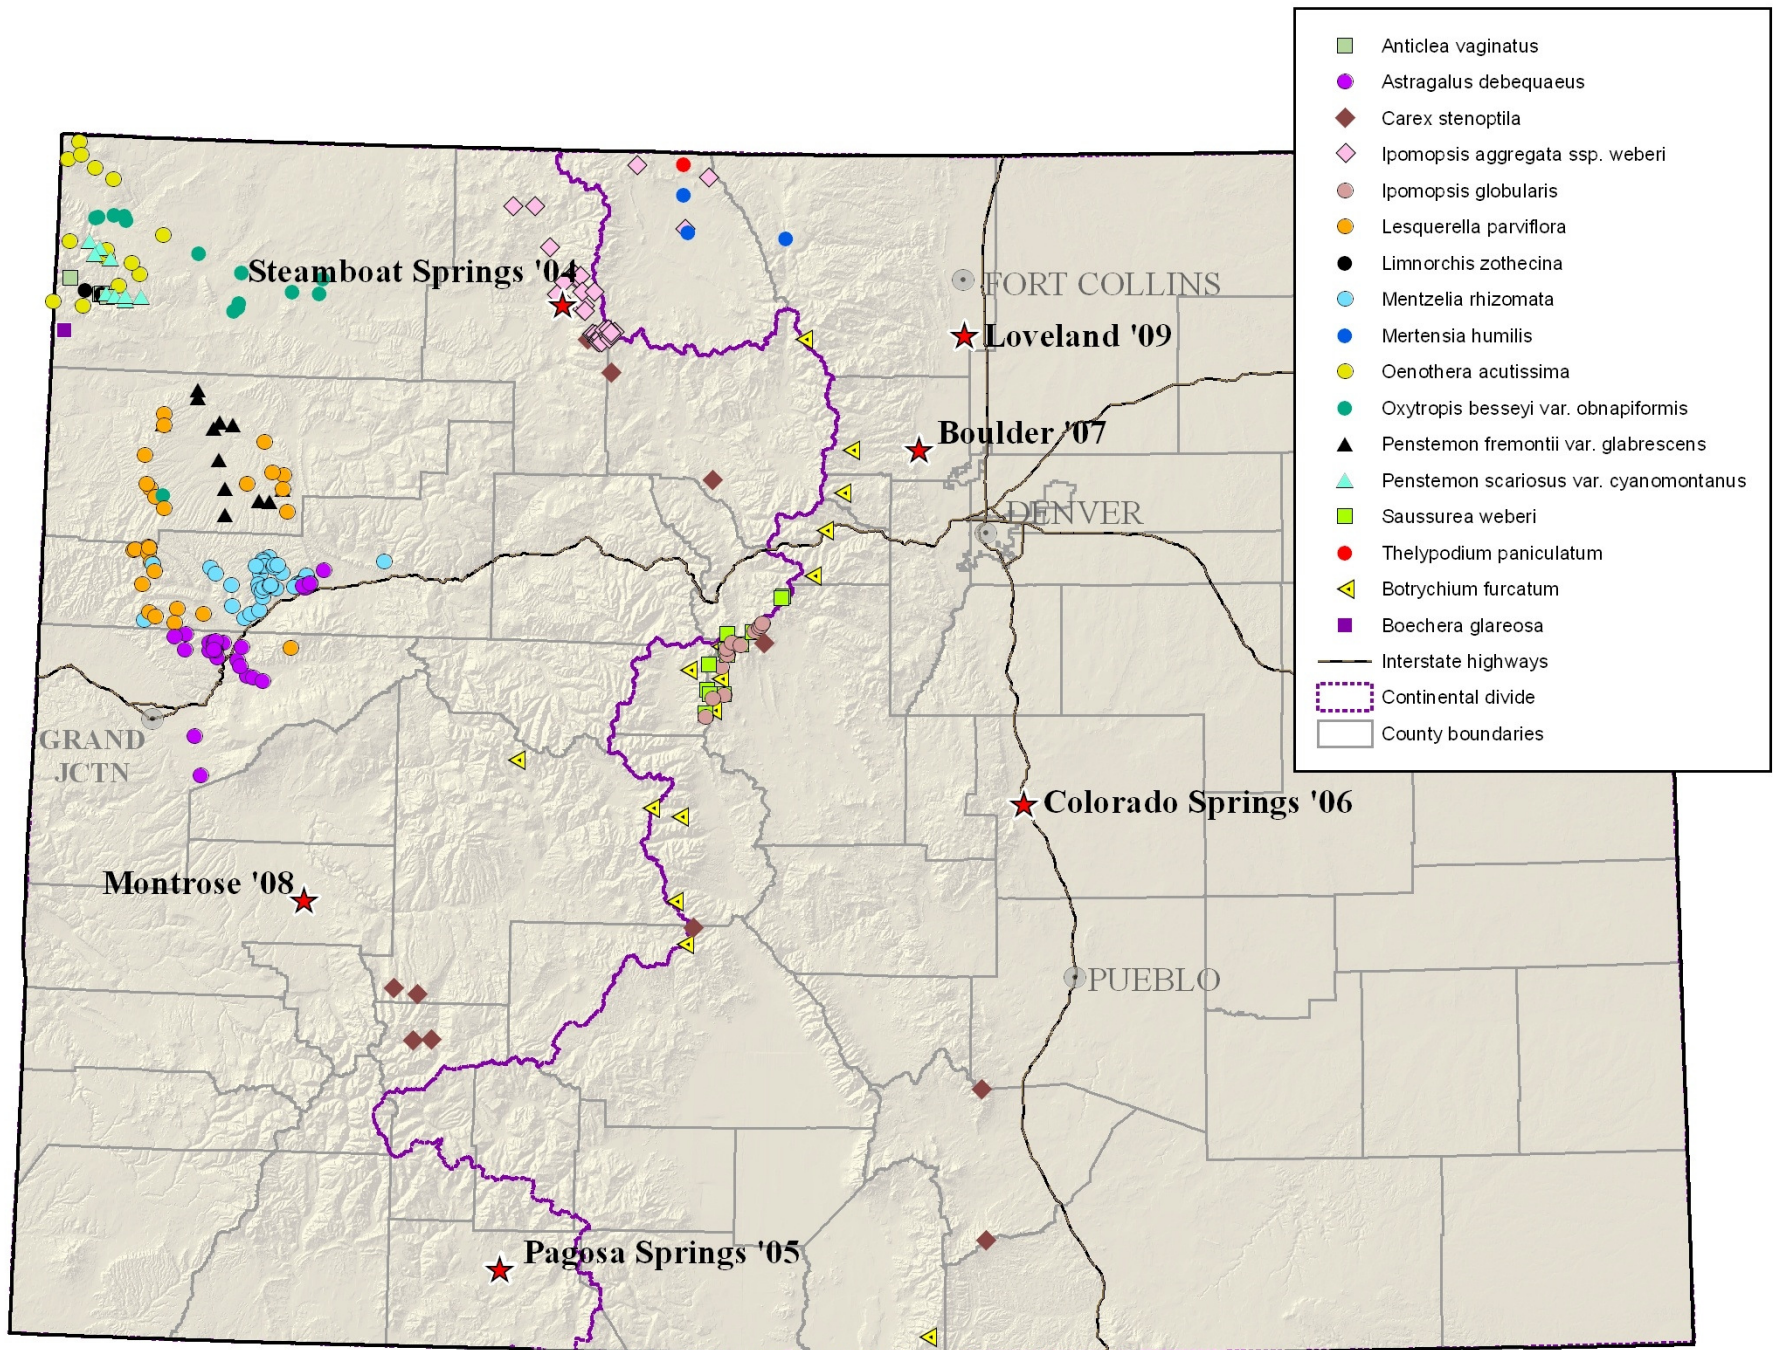 Anticlea vaginatus
Astragalus debequaeus
Carex stenoptila
Ipomopsis aggregata ssp. weberi
Ipomopsis globularis
Lesquerella parviflora
Limnorchis zothecina
Mentzelia rhizomata
Mertensia humilis
Oenothera acutissima
Oxytropis besseyi var. obnapiformis
Penstemon fremontii var. glabrescens
Penstemon scariosus var. cyanomontanus
Saussurea weberi
Thelypodium paniculatum
Botrychium furcatum
Boechera glareosa
Interstate highways
Continental divide
County boundaries
Steamboat Springs '04
FORT COLLINS
Loveland '09
Boulder '07
DENVER
GRAND
JCTN
Colorado Springs '06
Montrose '08
PUEBLO
Pagosa Springs '05